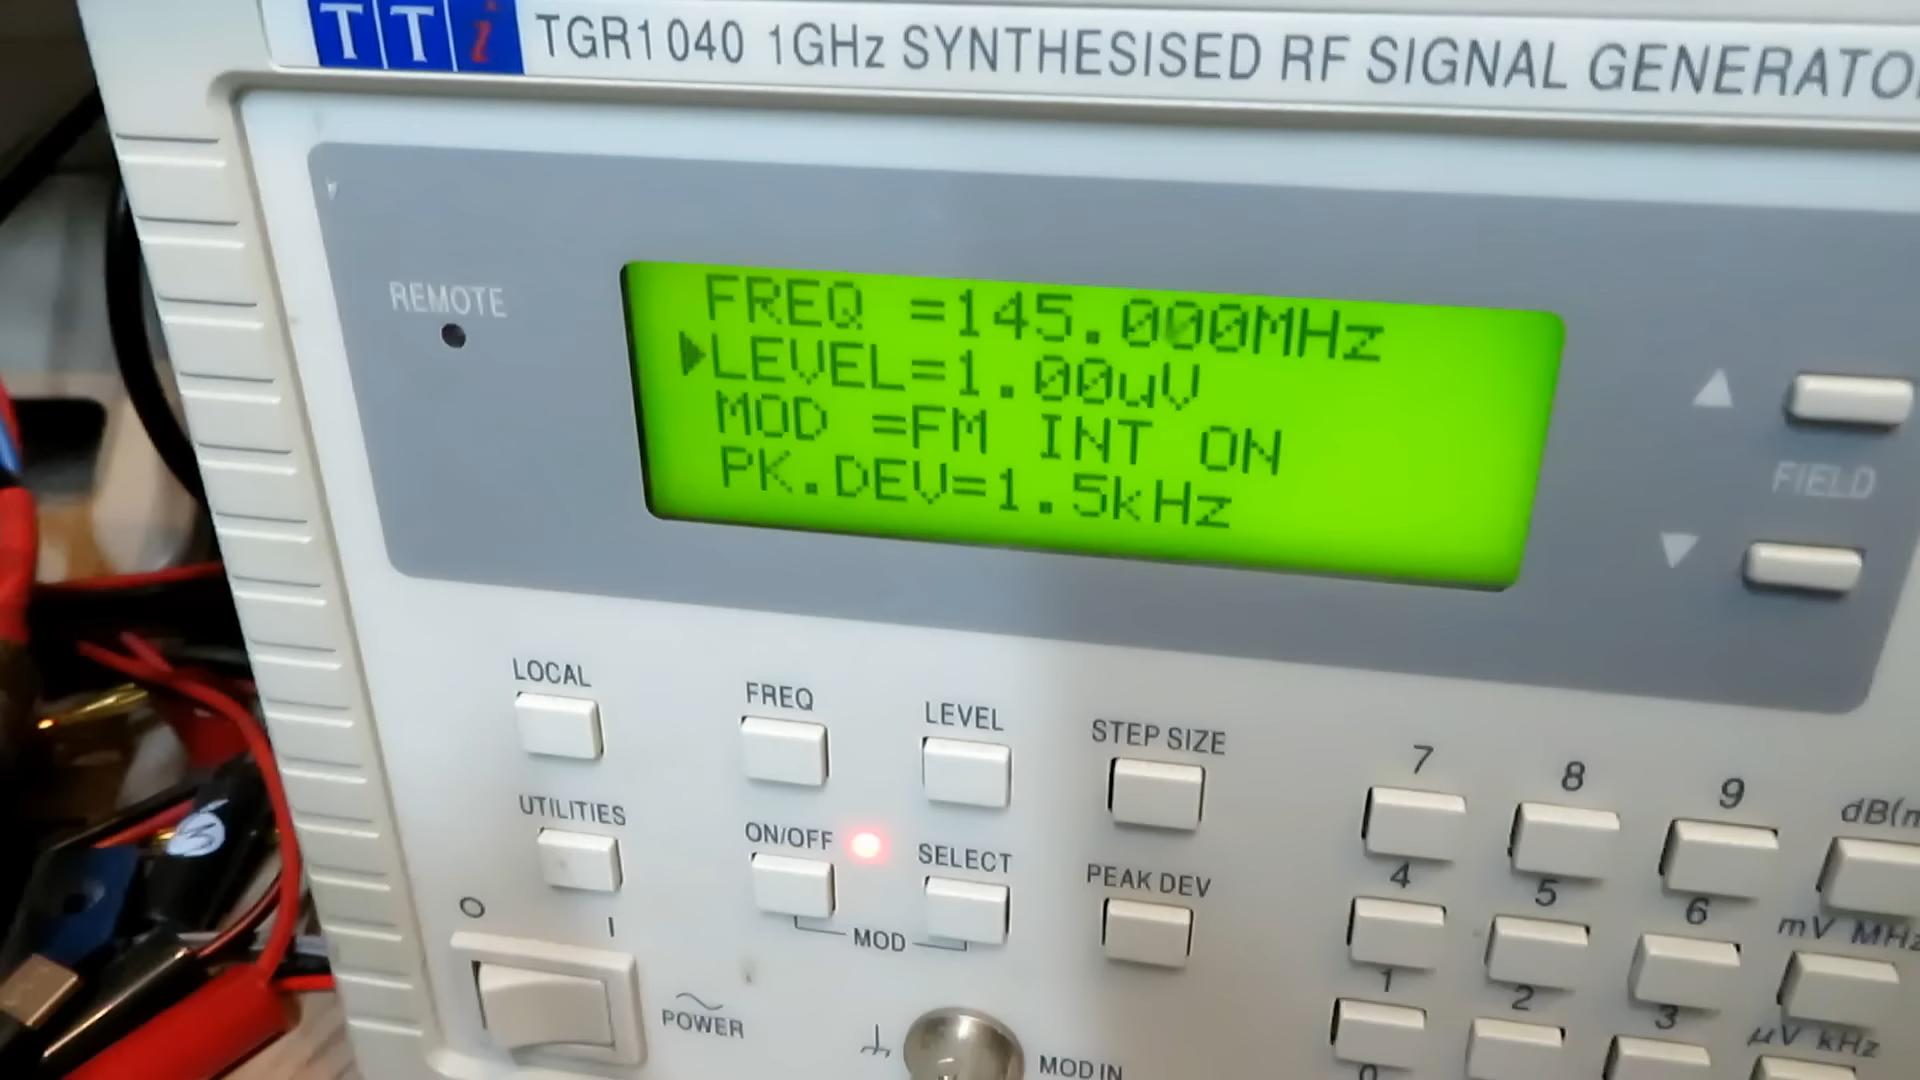 TTi TGR1040 1GHz SYNTHESISED RF SIGNAL GENERATO
REMOTE
FREQ =145.000MHz
LEVEL=1.00uV
MOD =FM INT ON
PK.DEV=1.5kHz
FIELD
LOCAL
FREQ
LEVEL
STEP SIZE
7
8
9
dB(m
UTILITIES
ON/OFF
SELECT
PEAK DEV
4
5
6
mV MHz
O
I
MOD
1
2
3
µV kHz
POWER
MOD IN
0